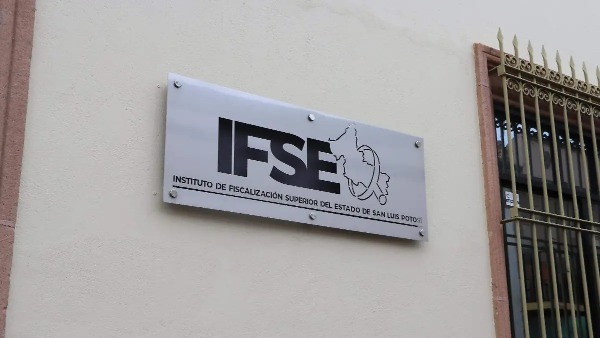 IFSE
INSTITUTO DE FISCALIZACIÓN SUPERIOR DEL ESTADO DE SAN LUIS POTOSÍ